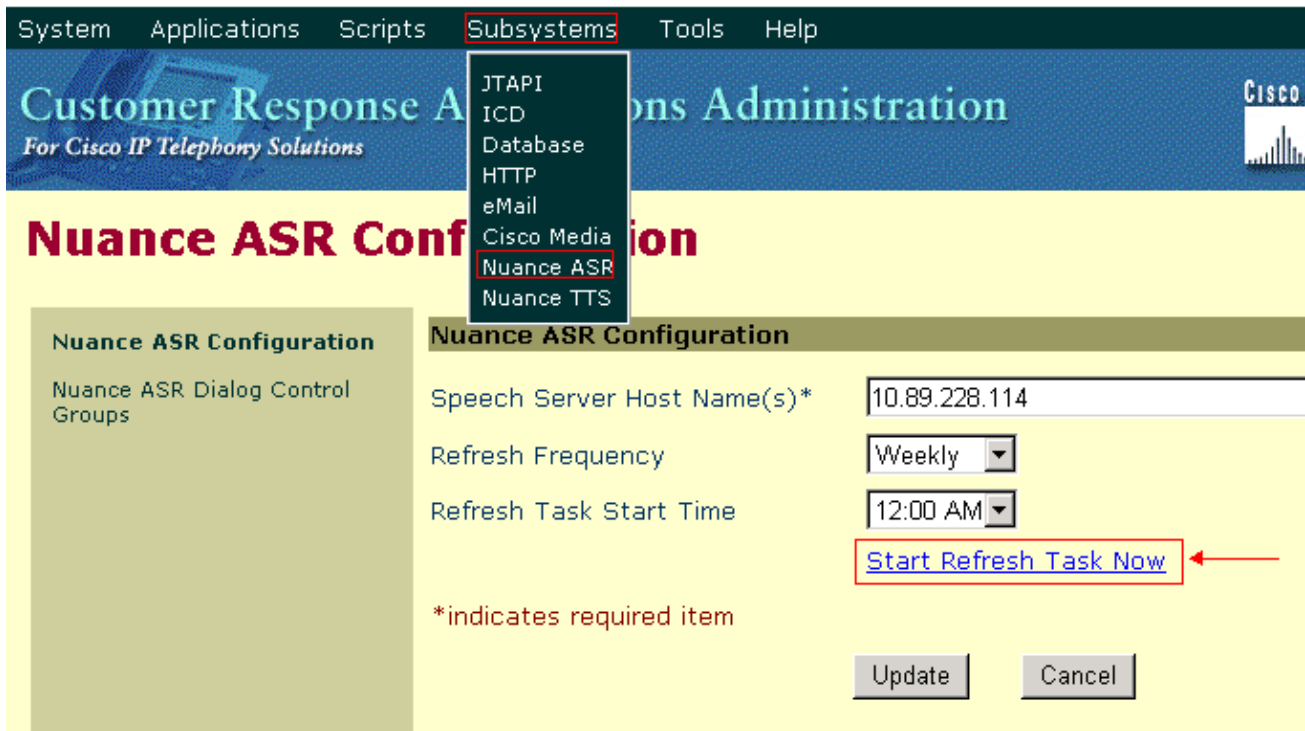 System Applications Scripts Subsystems Tools Help
JTAPI
ICD
Database
HTTP
eMail
Cisco Media
Nuance ASR
Nuance TTS
Customer Response A ons Administration
For Cisco IP Telephony Solutions
CISCO
Nuance ASR Conf ion
Nuance ASR Configuration
Nuance ASR Dialog Control
Groups
Nuance ASR Configuration
Speech Server Host Name(s)* 10.89.228.114
Refresh Frequency Weekly
Refresh Task Start Time 12:00 AM
Start Refresh Task Now
*indicates required item
Update Cancel